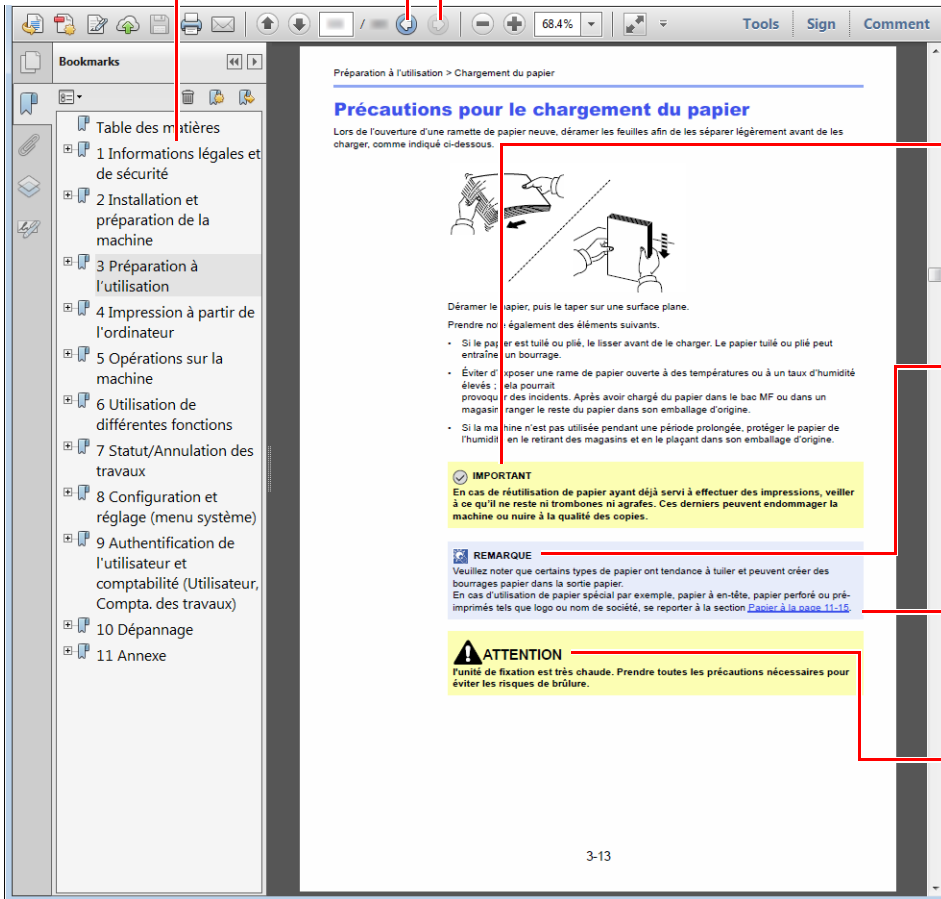 /
68.4%
Tools
Sign
Comment
Bookmarks
Table des matières
1 Informations légales et
de sécurité
2 Installation et
préparation de la
machine
3 Préparation à
l'utilisation
4 Impression à partir de
l'ordinateur
5 Opérations sur la
machine
6 Utilisation de
différentes fonctions
7 Statut/Annulation des
travaux
8 Configuration et
réglage (menu système)
9 Authentification de
l'utilisateur et
comptabilité (Utilisateur,
Compta. des travaux)
10 Dépannage
11 Annexe
Préparation à l'utilisation > Chargement du papier
Précautions pour le chargement du papier
Lors de l'ouverture d'une ramette de papier neuve, déramer les feuilles afin de les séparer légèrement avant de les
charger, comme indiqué ci-dessous.
Déramer le papier, puis le taper sur une surface plane.
Prendre note également des éléments suivants.
• Si le papier est tuilé ou plié, le lisser avant de le charger. Le papier tuilé ou plié peut
entraîner un bourrage.
• Éviter d'exposer une rame de papier ouverte à des températures ou à un taux d'humidité
élevés ; cela pourrait
provoquer des incidents. Après avoir chargé du papier dans le bac MF ou dans un
magasin, ranger le reste du papier dans son emballage d'origine.
• Si la machine n'est pas utilisée pendant une période prolongée, protéger le papier de
l'humidité en le retirant des magasins et en le plaçant dans son emballage d'origine.
IMPORTANT
En cas de réutilisation de papier ayant déjà servi à effectuer des impressions, veiller
à ce qu'il ne reste ni trombones ni agrafes. Ces derniers peuvent endommager la
machine ou nuire à la qualité des copies.
REMARQUE
Veuillez noter que certains types de papier ont tendance à tuiler et peuvent créer des
bourrages papier dans la sortie papier.
En cas d'utilisation de papier spécial par exemple, papier à en-tête, papier perforé ou pré-
imprimés tels que logo ou nom de société, se reporter à la section Papier à la page 11-15.
ATTENTION
l'unité de fixation est très chaude. Prendre toutes les précautions nécessaires pour
éviter les risques de brûlure.
3-13